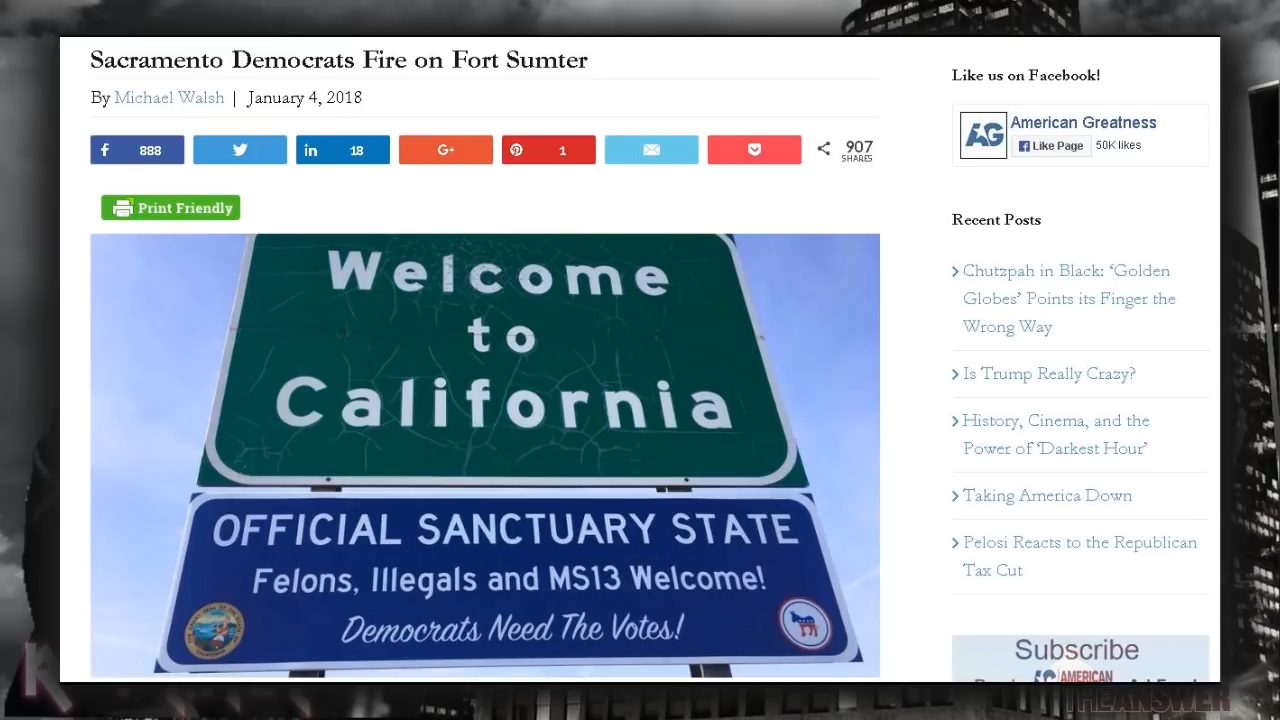 Sacramento Democrats Fire on Fort Sumter
By Michael Walsh | January 4, 2018
888
in 18
G+
1
907
SHARES
Print Friendly
Welcome
to
California
OFFICIAL SANCTUARY STATE
Felons, Illegals and MS13 Welcome!
Democrats Need The Votes!
Like us on Facebook!
AG
American Greatness
Like Page
50K likes
Recent Posts
Chutzpah in Black: ‘Golden
Globes’ Points its Finger the
Wrong Way
Is Trump Really Crazy?
History, Cinema, and the
Power of ‘Darkest Hour’
Taking America Down
Pelosi Reacts to the Republican
Tax Cut
Subscribe
AMERICAN
THEANSWER